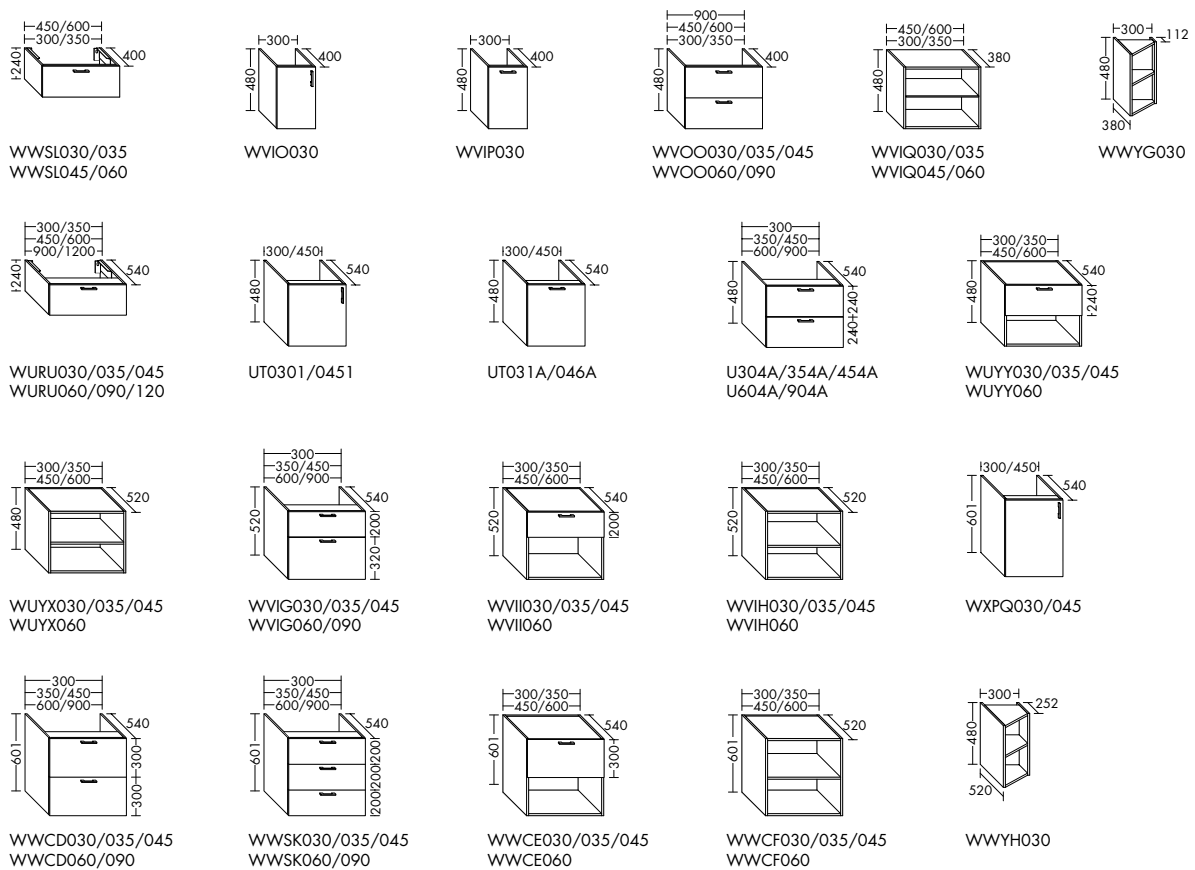 450/600
300/350
400
240
WWSL030/035
WWSL045/060
300
400
480
WVIO030
300
400
480
WVIP030
900
450/600
300/350
400
480
WVOO030/035/045
WVOO060/090
450/600
300/350
380
480
WVIQ030/035
WVIQ045/060
300
112
480
380
WWYG030
300/350
450/600
900/1200
540
240
WURU030/035/045
WURU060/090/120
300/450
540
480
UT0301/0451
300/450
540
480
UT031A/046A
300
350/450
600/900
540
480
240
240
U304A/354A/454A
U604A/904A
300/350
450/600
540
480
240
WUYY030/035/045
WUYY060
300/350
450/600
520
480
WUYX030/035/045
WUYX060
300
350/450
600/900
540
520
200
320
WVIG030/035/045
WVIG060/090
300/350
450/600
540
520
200
WVII030/035/045
WVII060
300/350
450/600
520
520
WVIH030/035/045
WVIH060
300/450
540
601
WXPQ030/045
300
350/450
600/900
540
601
300
300
WWCD030/035/045
WWCD060/090
300
350/450
600/900
540
601
200
200
200
WWSK030/035/045
WWSK060/090
300/350
450/600
540
601
300
WWCE030/035/045
WWCE060
300/350
450/600
520
601
WWCF030/035/045
WWCF060
300
252
480
520
WWYH030